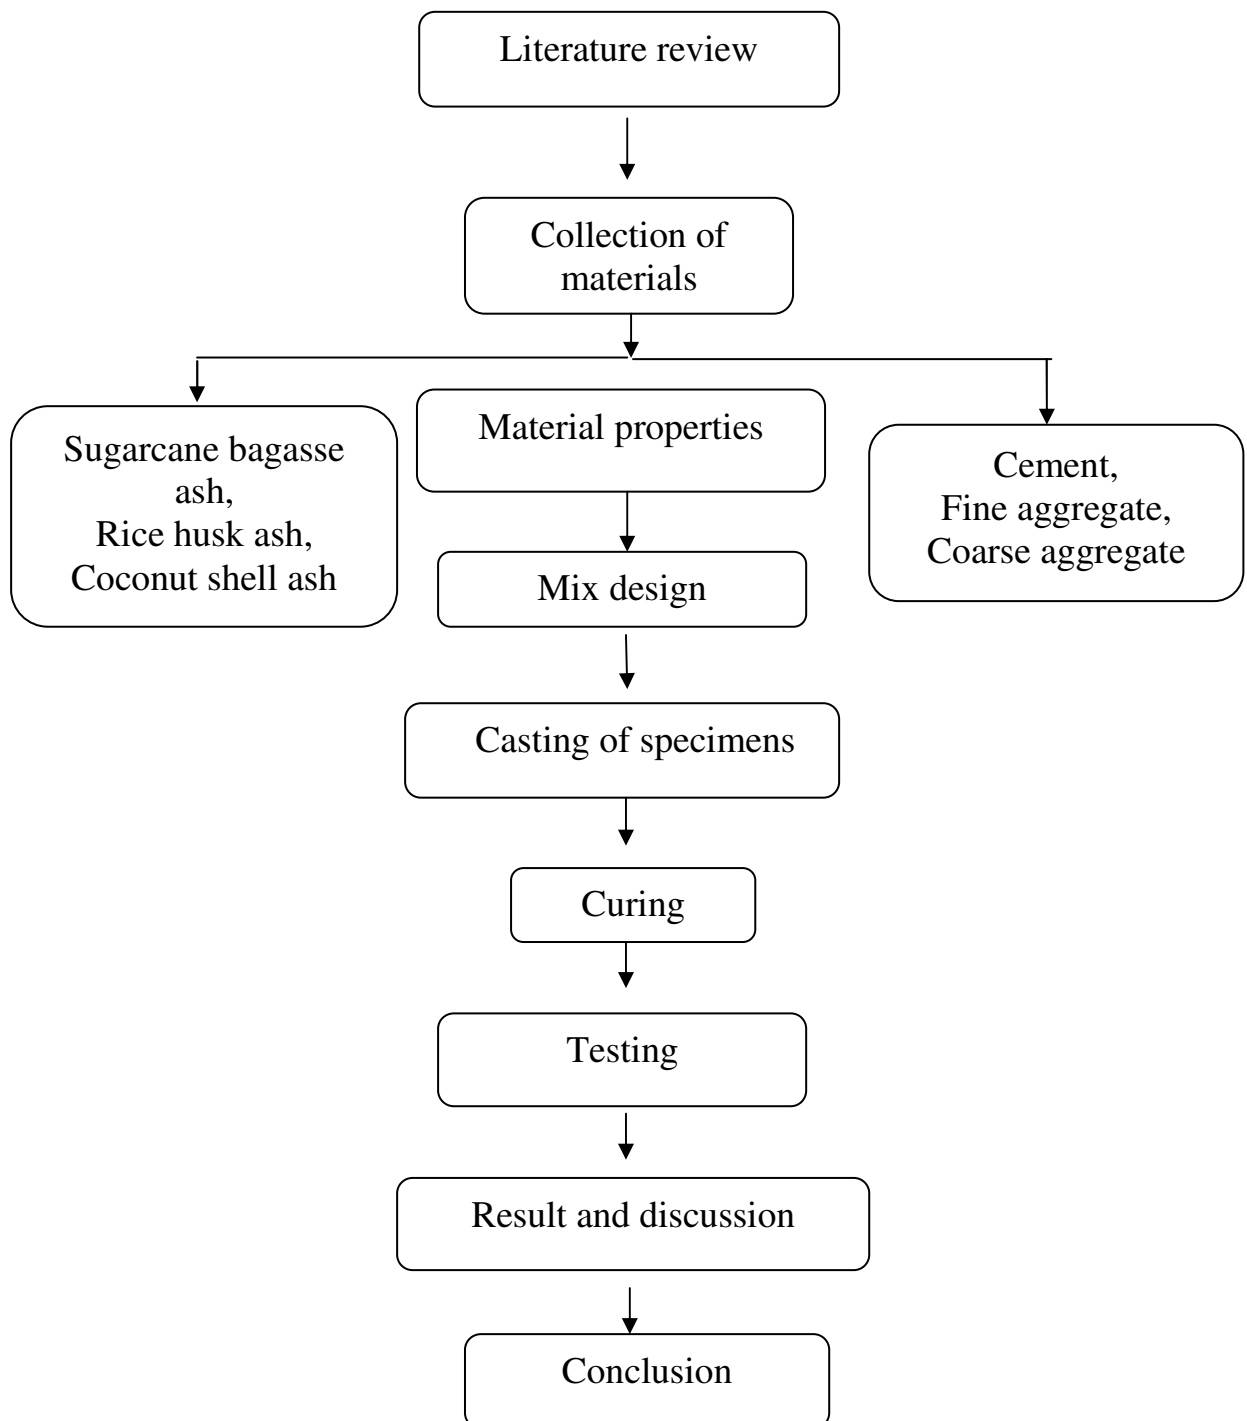 Literature review
Collection of
materials
Sugarcane bagasse
ash,
Rice husk ash,
Coconut shell ash
Material properties
Cement,
Fine aggregate,
Coarse aggregate
Mix design
Casting of specimens
Curing
Testing
Result and discussion
Conclusion